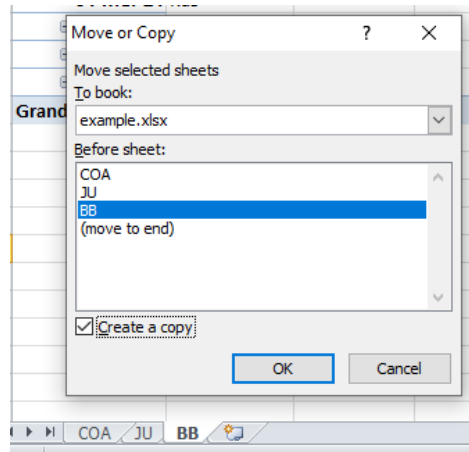 Move or Copy ?
Move selected sheets
To book:
Grand
example.xlsx
Before sheet:
COA
JU
BB
(move to end)
Create a copy
OK Cancel
COA JU BB